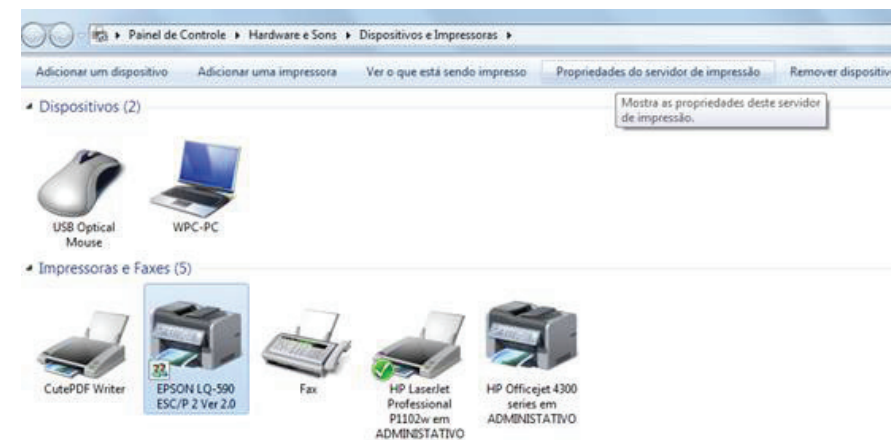 Painel de Controle ▸ Hardware e Sons ▸ Dispositivos e Impressoras ▸
Adicionar um dispositivo Adicionar uma impressora Ver o que está sendo impresso Propriedades do servidor de impressão Remover dispositiv
Mostra as propriedades deste servidor
de impressão.
Dispositivos (2)
USB Optical
Mouse
WPC-PC
Impressoras e Faxes (5)
CutePDF Writer
EPSON LQ-590
ESC/P 2 Ver 2.0
Fax
HP LaserJet
Professional
P1102w em
ADMINISTATIVO
HP Officejet 4300
series em
ADMINISTATIVO